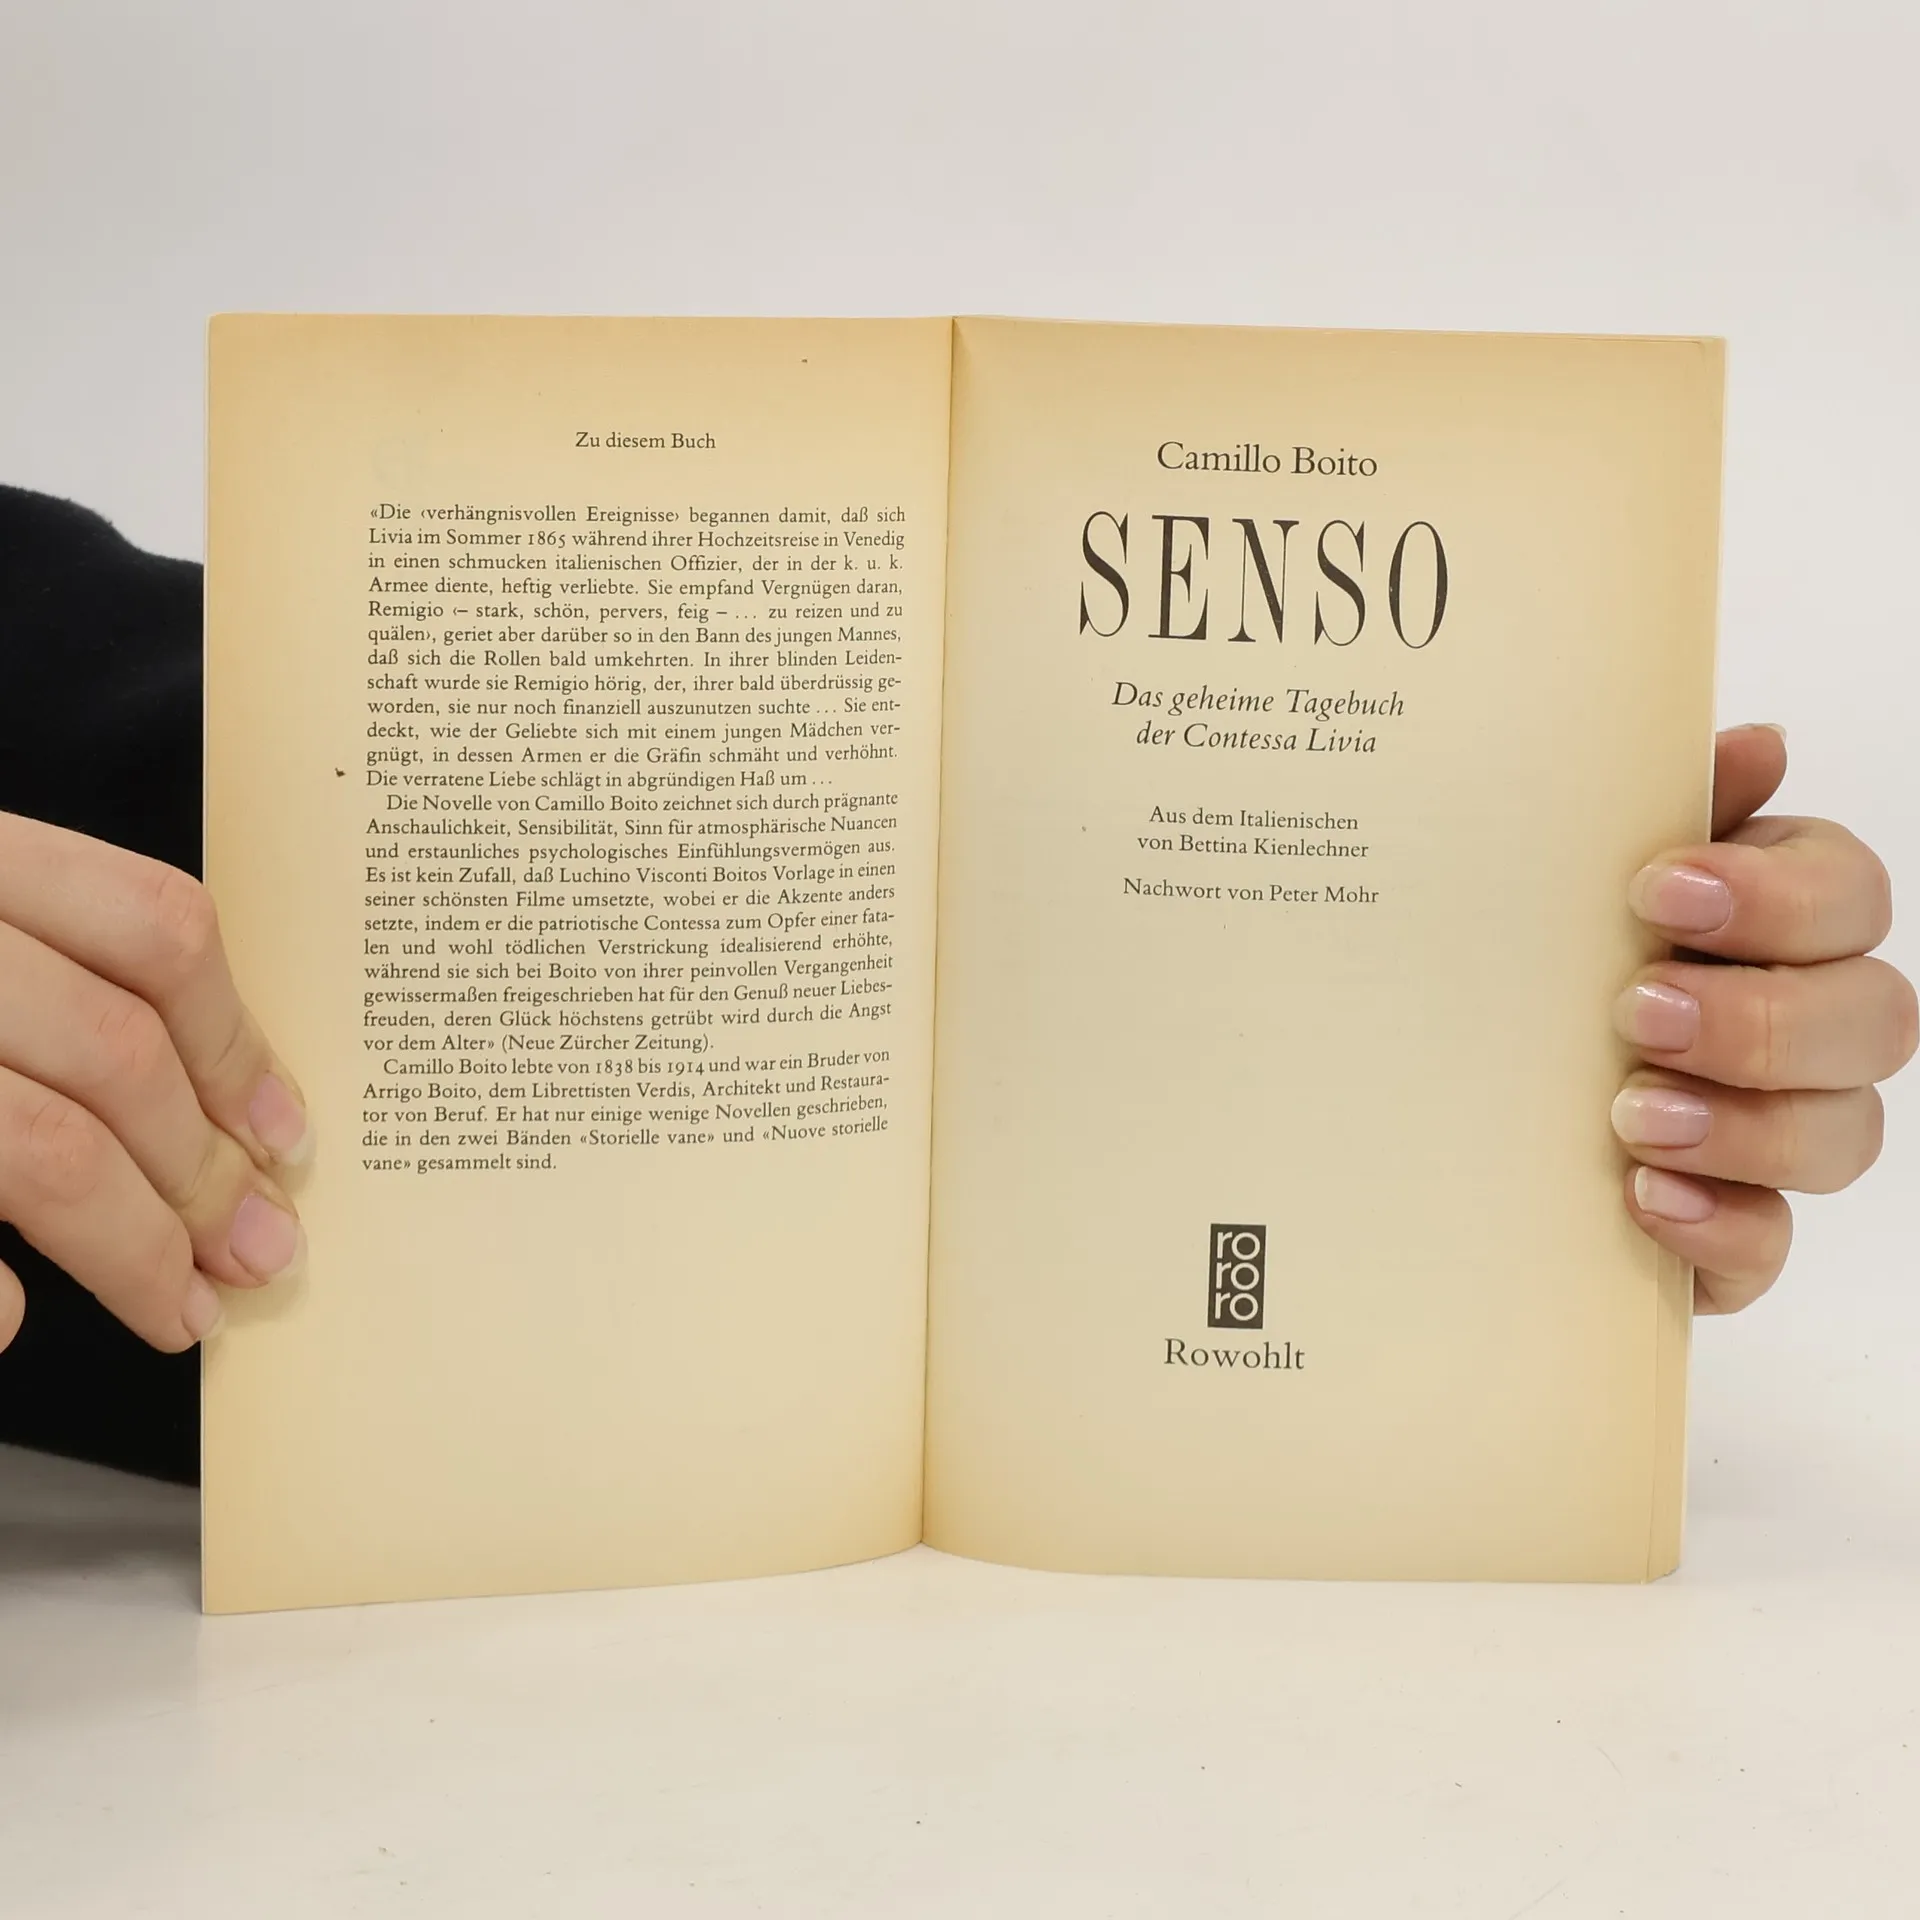 Zu diesem Buch
«Die ‹verhängnisvollen Ereignisse› begannen damit, daß sich
Livia im Sommer 1865 während ihrer Hochzeitsreise in Venedig
in einen schmucken italienischen Offizier, der in der k. u. k.
Armee diente, heftig verliebte. Sie empfand Vergnügen daran,
Remigio ‹– stark, schön, pervers, feig – ... zu reizen und zu
quälen›, geriet aber darüber so in den Bann des jungen Mannes,
daß sich die Rollen bald umkehrten. In ihrer blinden Leiden-
schaft wurde sie Remigio hörig, der, ihrer bald überdrüssig ge-
worden, sie nur noch finanziell auszunutzen suchte ... Sie ent-
deckt, wie der Geliebte sich mit einem jungen Mädchen ver-
gnügt, in dessen Armen er die Gräfin schmäht und verhöhnt.
Die verratene Liebe schlägt in abgründigen Haß um ...
Die Novelle von Camillo Boito zeichnet sich durch prägnante
Anschaulichkeit, Sensibilität, Sinn für atmosphärische Nuancen
und erstaunliches psychologisches Einfühlungsvermögen aus.
Es ist kein Zufall, daß Luchino Visconti Boitos Vorlage in einen
seiner schönsten Filme umsetzte, wobei er die Akzente anders
setzte, indem er die patriotische Contessa zum Opfer einer fata-
len und wohl tödlichen Verstrickung idealisierend erhöhte,
während sie sich bei Boito von ihrer peinvollen Vergangenheit
gewissermaßen freigeschrieben hat für den Genuß neuer Liebes-
freuden, deren Glück höchstens getrübt wird durch die Angst
vor dem Alter» (Neue Zürcher Zeitung).
Camillo Boito lebte von 1838 bis 1914 und war ein Bruder von
Arrigo Boito, dem Librettisten Verdis, Architekt und Restaura-
tor von Beruf. Er hat nur einige wenige Novellen geschrieben,
die in den zwei Bänden «Storielle vane» und «Nuove storielle
vane» gesammelt sind.
Camillo Boito
SENSO
Das geheime Tagebuch
der Contessa Livia
Aus dem Italienischen
von Bettina Kienlechner
Nachwort von Peter Mohr
ro
ro
ro
Rowohlt